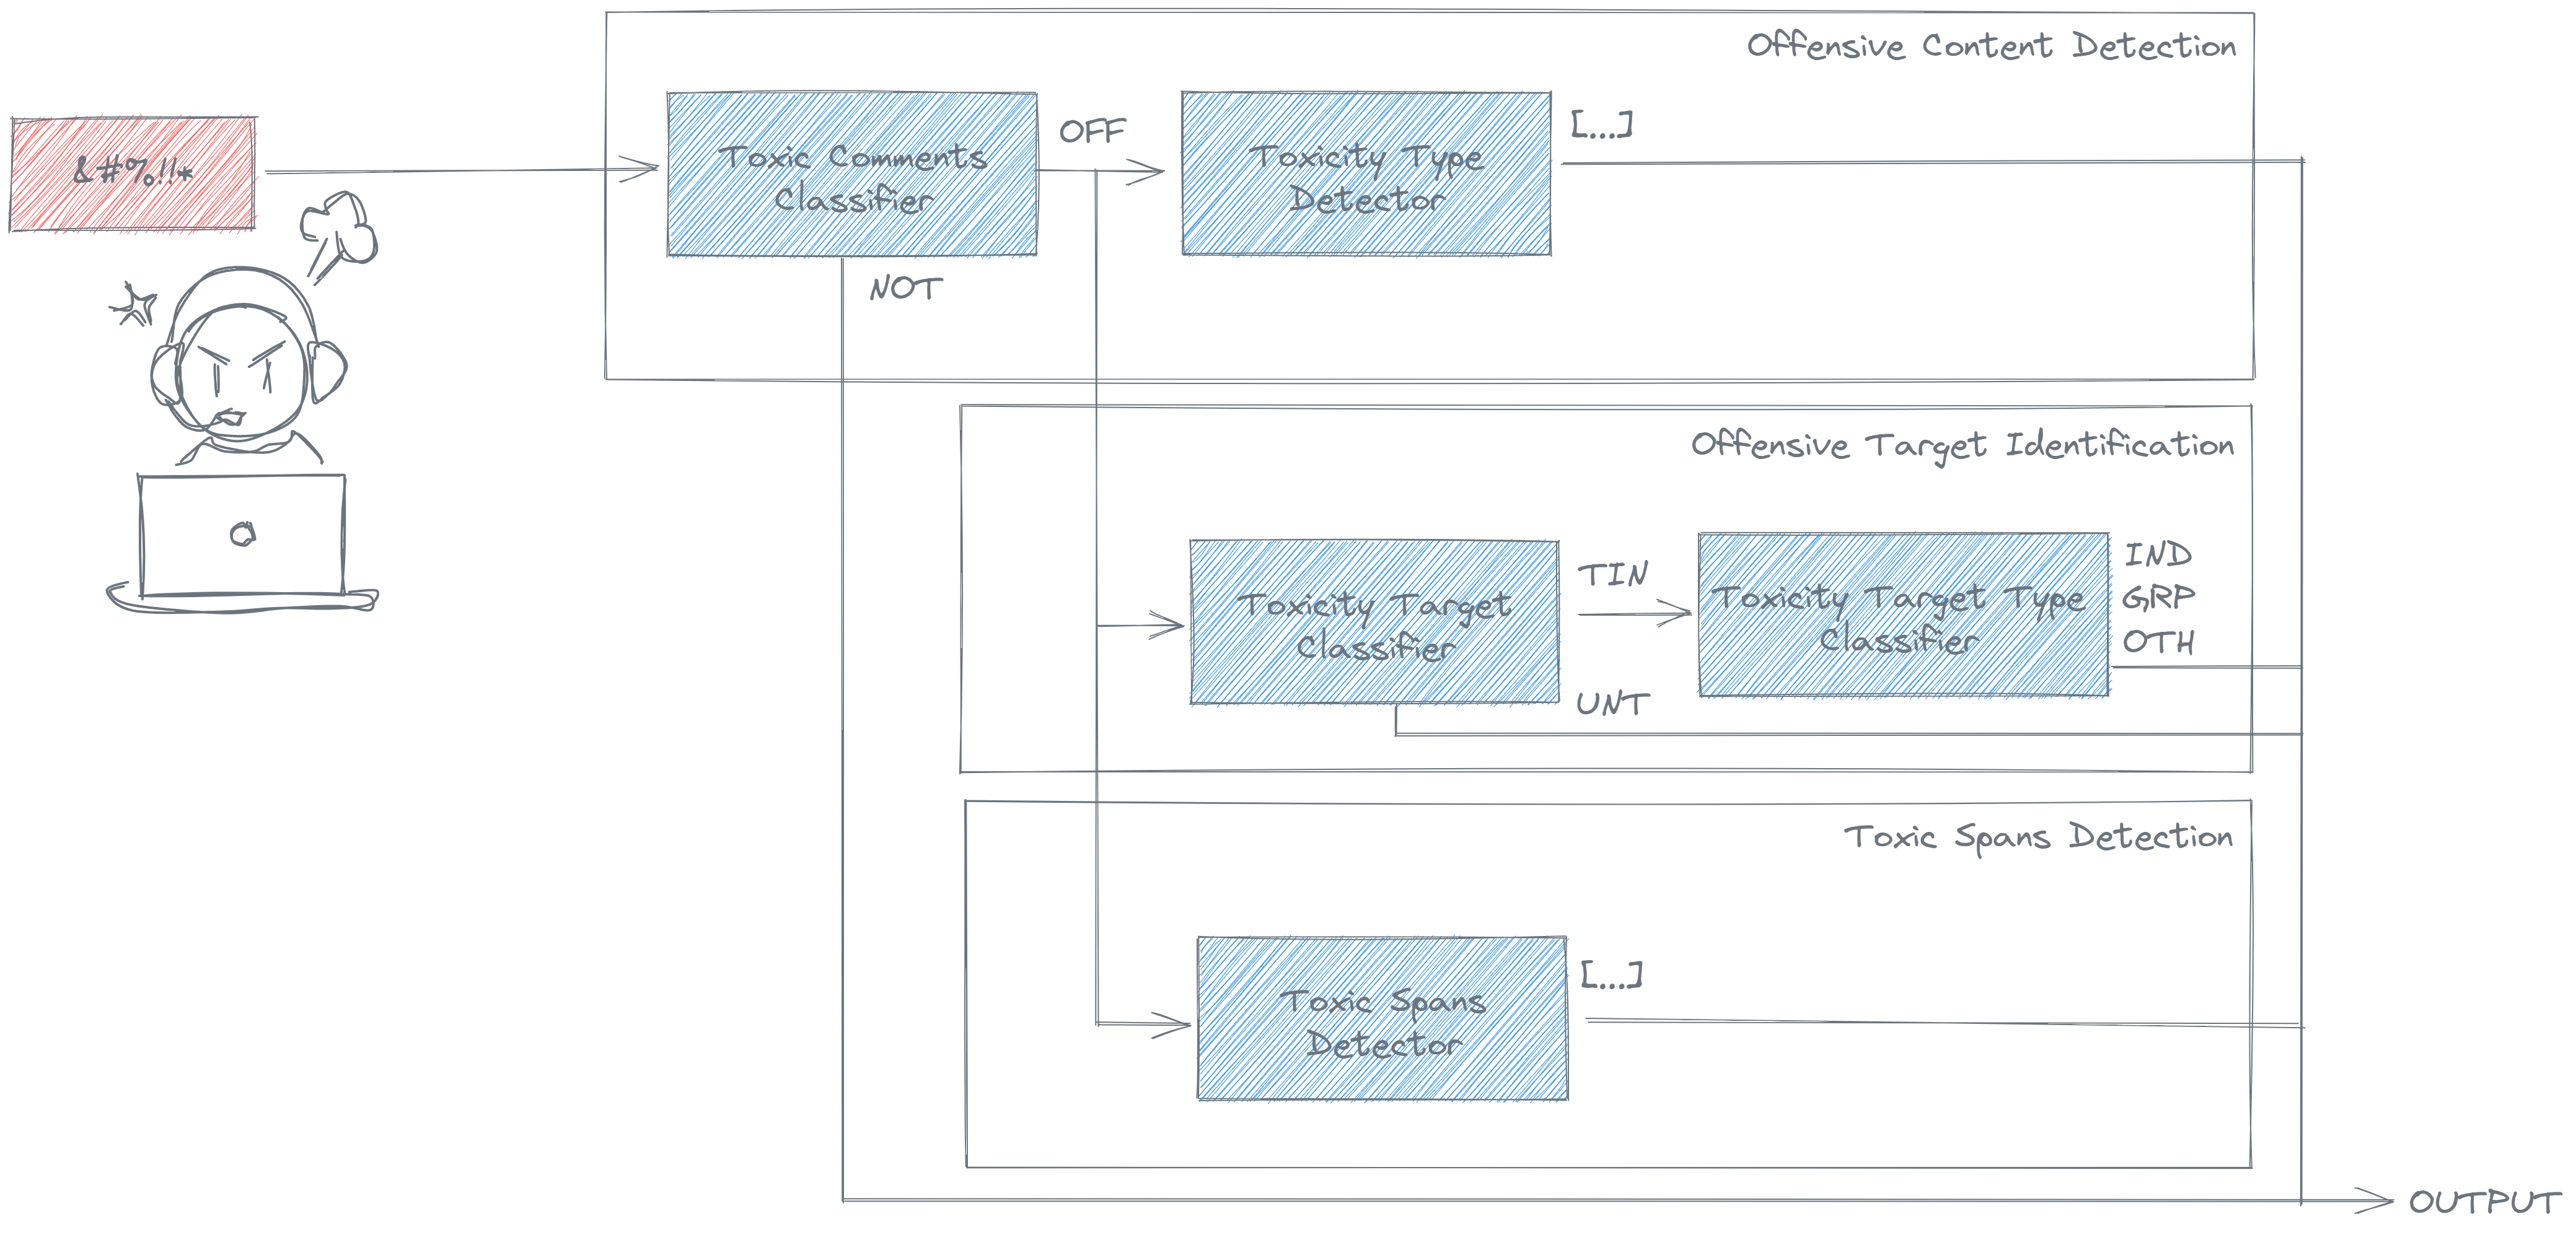 Offensive Content Detection
&#%!!*
Toxic Comments
Classifier
OFF
NOT
Toxicity Type
Detector
[...]
Offensive Target Identification
Toxicity Target
Classifier
TIN
UNT
Toxicity Target Type
Classifier
IND
GRP
OTH
Toxic Spans Detection
Toxic Spans
Detector
[...]
OUTPUT